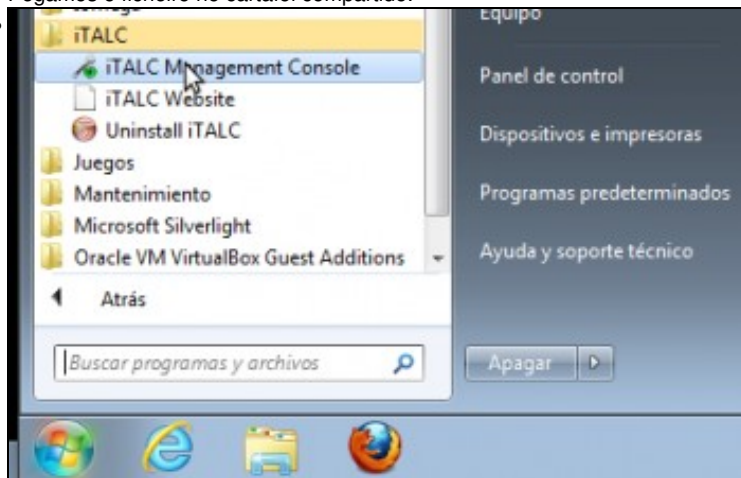 iTALC
iTALC Management Console
iTALC Website
Uninstall iTALC
Juegos
Mantenimiento
Microsoft Silverlight
Oracle VM VirtualBox Guest Additions
Atrás
Buscar programas y archivos
Equipo
Panel de control
Dispositivos e impresoras
Programas predeterminados
Ayuda y soporte técnico
Apagar